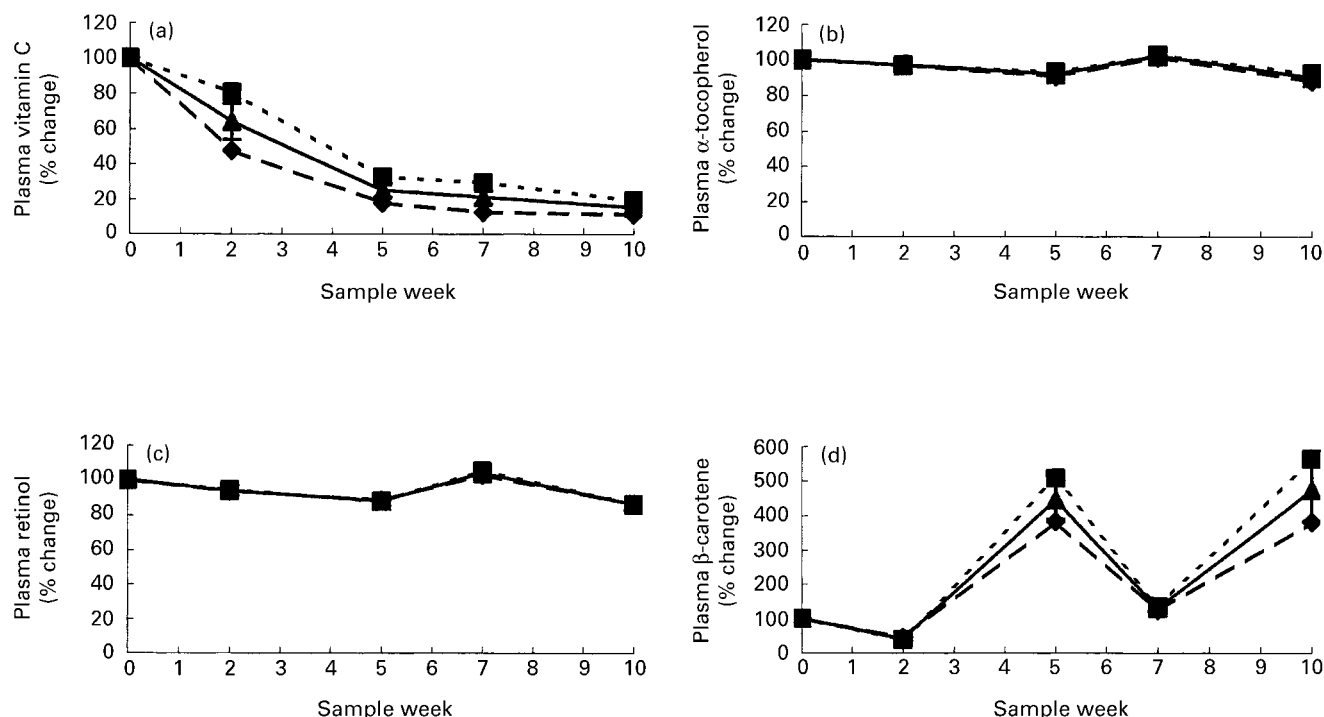 (a)
Plasma vitamin C
(% change)
120
100
80
60
40
20
0
0 1 2 3 4 5 6 7 8 9 10
Sample week
(b)
Plasma α-tocopherol
(% change)
120
100
80
60
40
20
0
0 1 2 3 4 5 6 7 8 9 10
Sample week
(c)
Plasma retinol
(% change)
120
100
80
60
40
20
0
0 1 2 3 4 5 6 7 8 9 10
Sample week
(d)
Plasma β-carotene
(% change)
600
500
400
300
200
100
0
0 1 2 3 4 5 6 7 8 9 10
Sample week